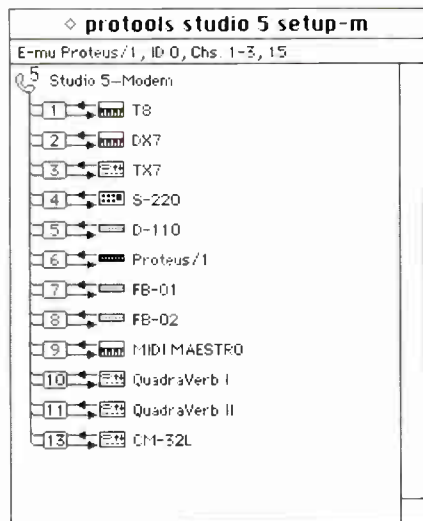 protools studio 5 setup-m
E-mu Proteus/1, ID 0, Chs. 1-3, 15
5 Studio 5-Modem
1 T8
2 DX7
3 TX7
4 S-220
5 D-110
6 Proteus/1
7 FB-01
8 FB-02
9 MIDI MAESTRO
10 QuadraVerb I
11 QuadraVerb II
13 CM-32L